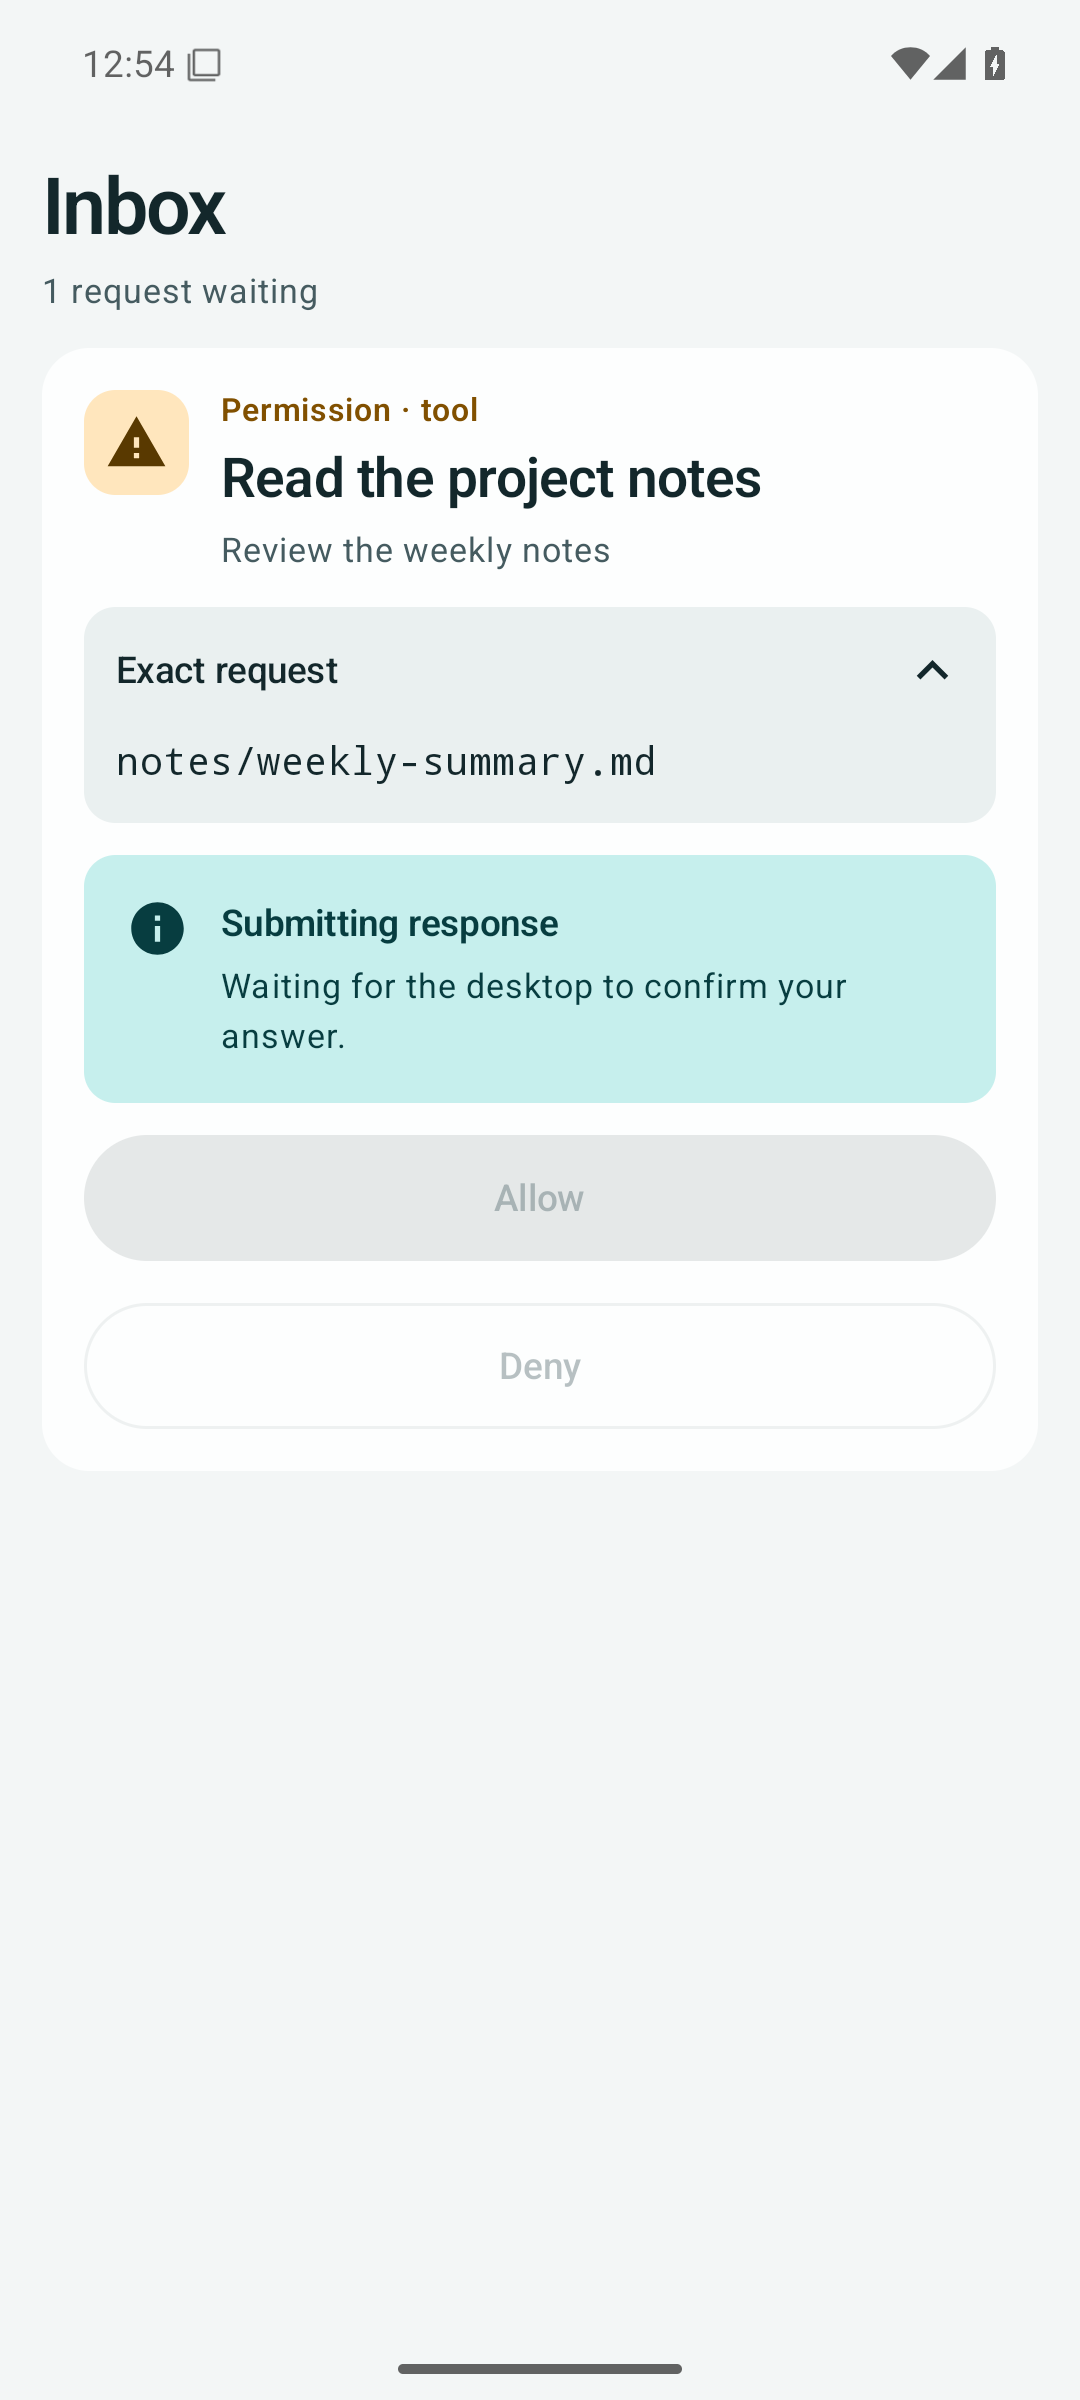 12:54
Inbox
1 request waiting
Permission · tool
Read the project notes
Review the weekly notes
Exact request
notes/weekly-summary.md
Submitting response
Waiting for the desktop to confirm your
answer.
Allow
Deny